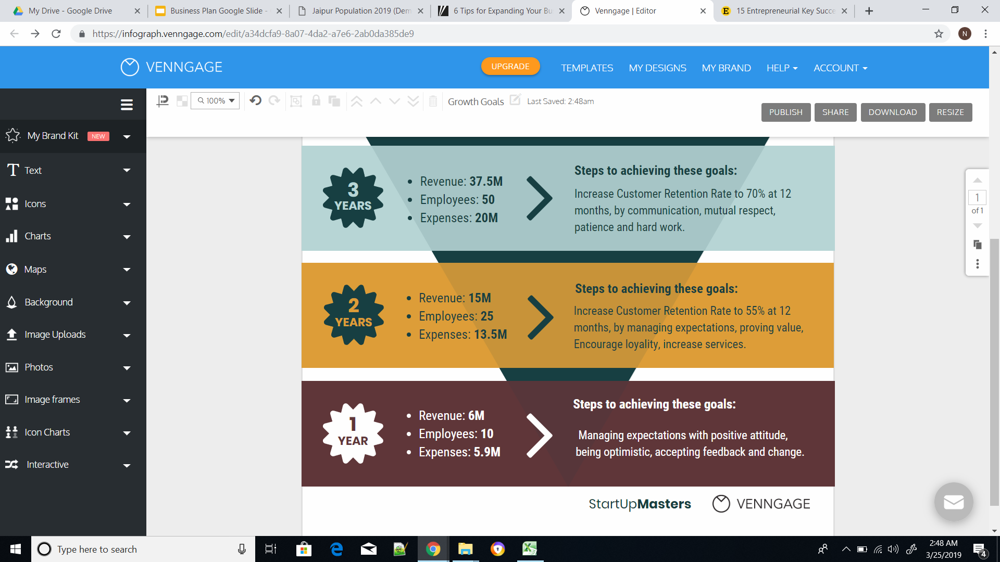 My Drive - Google Drive
Business Plan Google Slide -
Jaipur Population 2019 (Dem
6 Tips for Expanding Your Bu
Venngage | Editor
15 Entrepreneurial Key Succe
https://infograph.venngage.com/edit/a34dcfa9-8a07-4da2-a7e6-2ab0da385de9
N
VENNGAGE
UPGRADE
TEMPLATES
MY DESIGNS
MY BRAND
HELP
ACCOUNT
100%
Growth Goals
Last Saved: 2:48am
PUBLISH
SHARE
DOWNLOAD
RESIZE
My Brand Kit NEW
Text
Icons
Charts
Maps
Background
Image Uploads
Photos
Image frames
Icon Charts
Interactive
3
YEARS
• Revenue: 37.5M
• Employees: 50
• Expenses: 20M
Steps to achieving these goals:
Increase Customer Retention Rate to 70% at 12
months, by communication, mutual respect,
patience and hard work.
2
YEARS
• Revenue: 15M
• Employees: 25
• Expenses: 13.5M
Steps to achieving these goals:
Increase Customer Retention Rate to 55% at 12
months, by managing expectations, proving value,
Encourage loyality, increase services.
1
YEAR
• Revenue: 6M
• Employees: 10
• Expenses: 5.9M
Steps to achieving these goals:
Managing expectations with positive attitude,
being optimistic, accepting feedback and change.
StartUpMasters
VENNGAGE
1
of 1
Type here to search
2:48 AM
3/25/2019
4